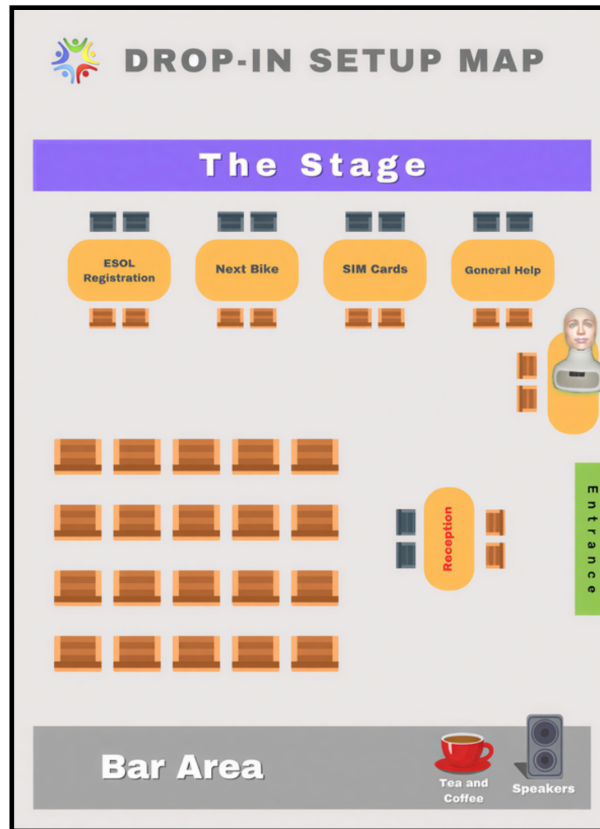 DROP-IN SETUP MAP
The Stage
ESOL
Registration
Next Bike
SIM Cards
Goneral Help
Reception
Entrance
Bar Area
Tea and
Coffee
Speakers